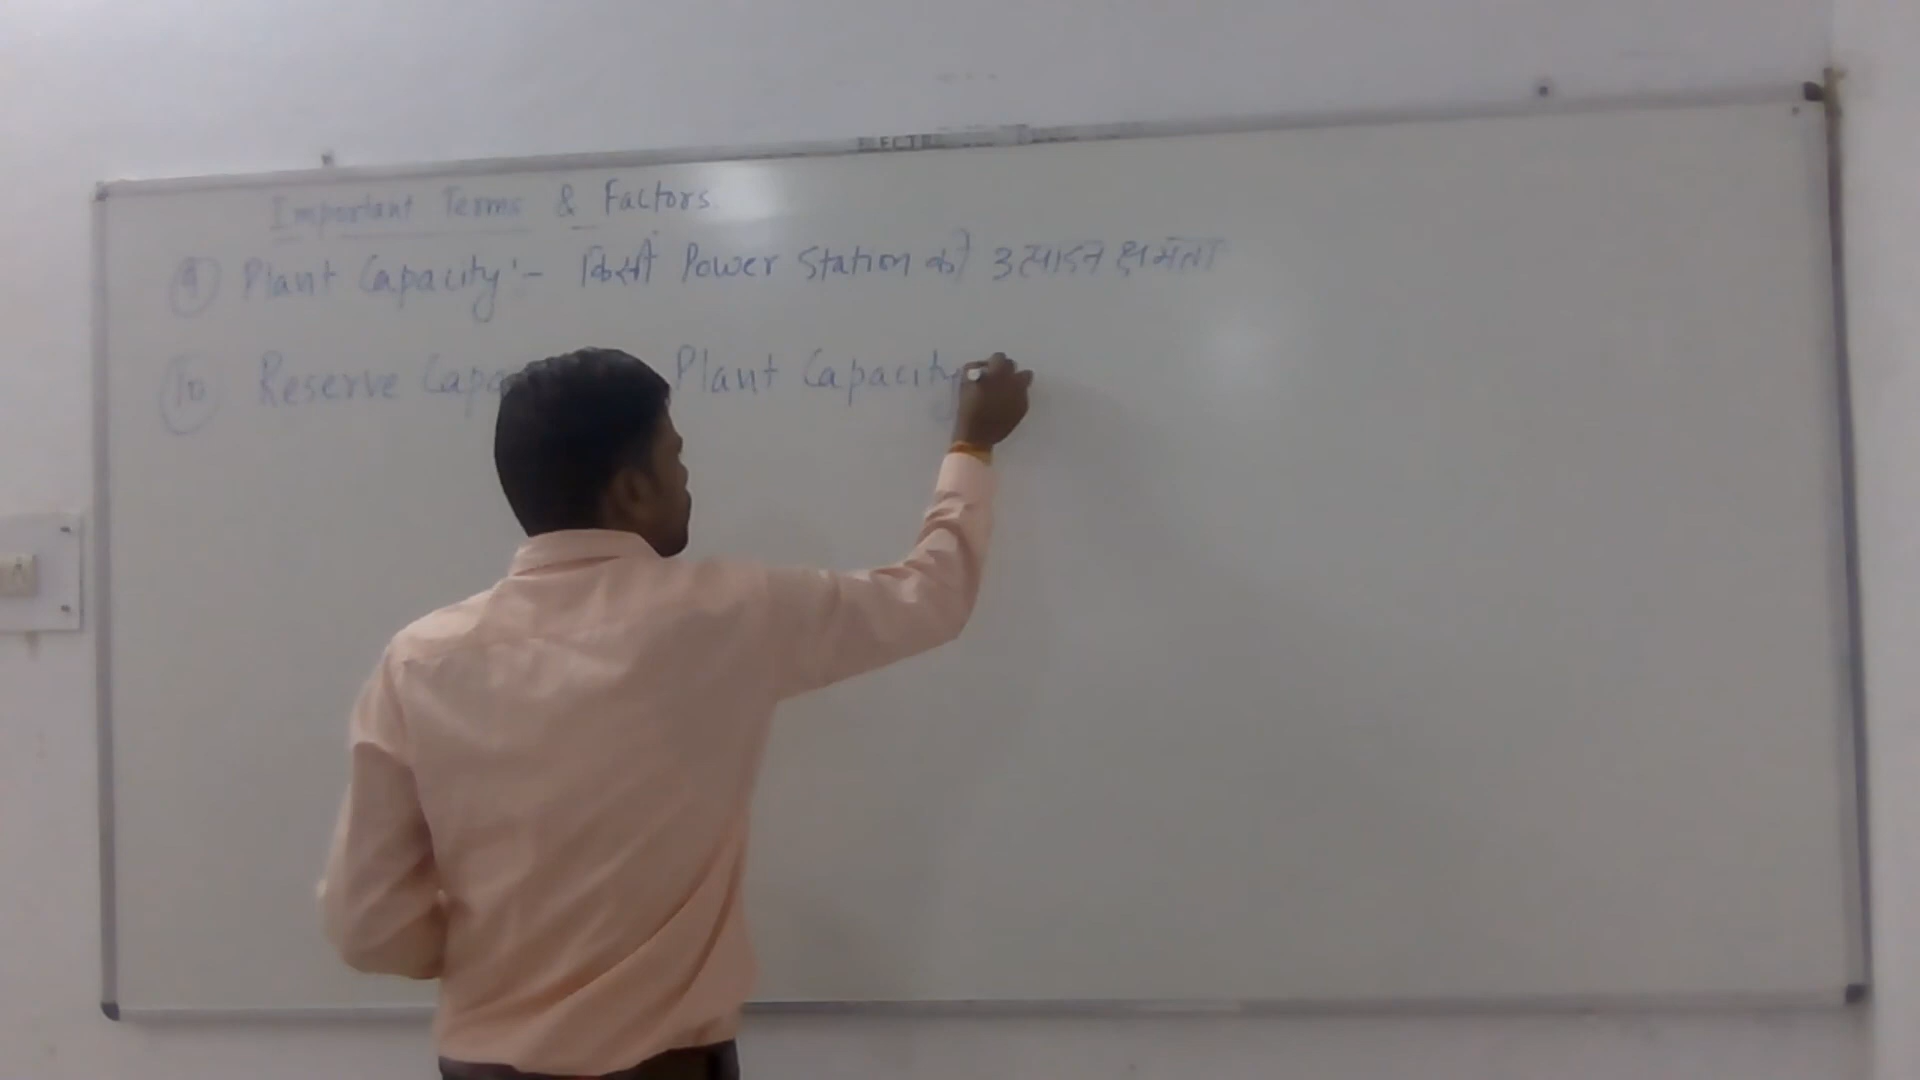 Important Terms & Factors.
9 Plant Capacity :- किसी Power Station की उत्पादन क्षमता
10 Reserve Capa Plant Capacity